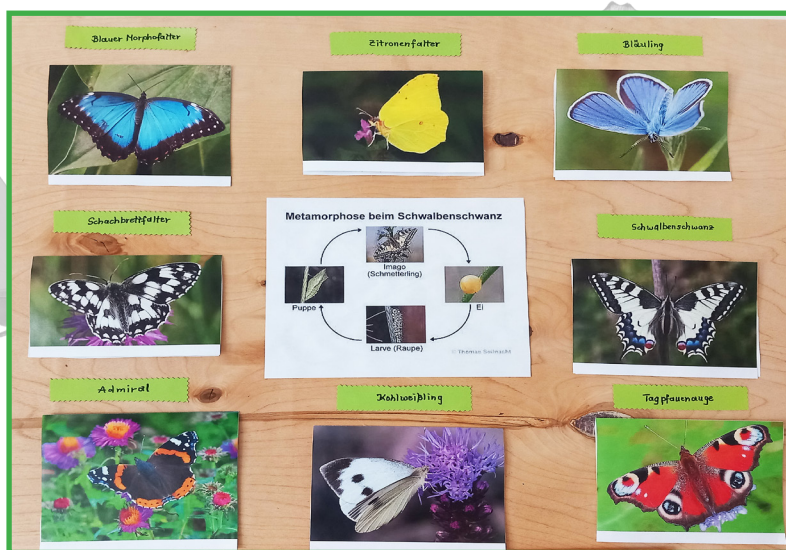 Blauer Morphofalter
Zitronenfalter
Bläuling
Schachbrettfalter
Metamorphose beim Schwalbenschwanz
Imago
(Schmetterling)
Puppe
Ei
Larve (Raupe)
Schwalbenschwanz
Admiral
Kohlweißling
Tagpfauenauge